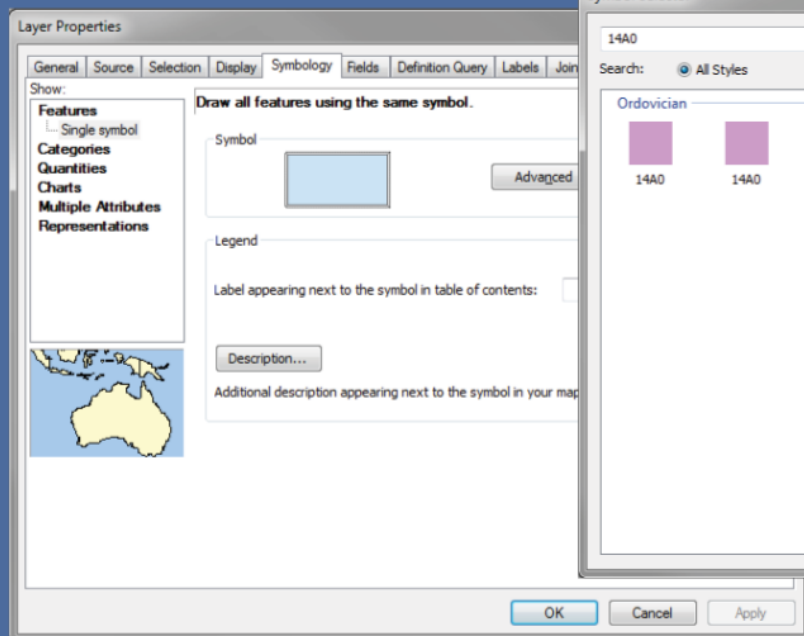 Layer Properties
General Source Selection Display Symbology Fields Definition Query Labels
Show:
Features
Single symbol
Categories
Quantities
Charts
Multiple Attributes
Representations
Draw all features using the same symbol.
Symbol
Advanced
Legend
Label appearing next to the symbol in table of contents:
Description...
Additional description appearing next to the symbol in your map
OK Cancel Apply
14A0
Search: All Styles
Ordovician
14A0 14A0